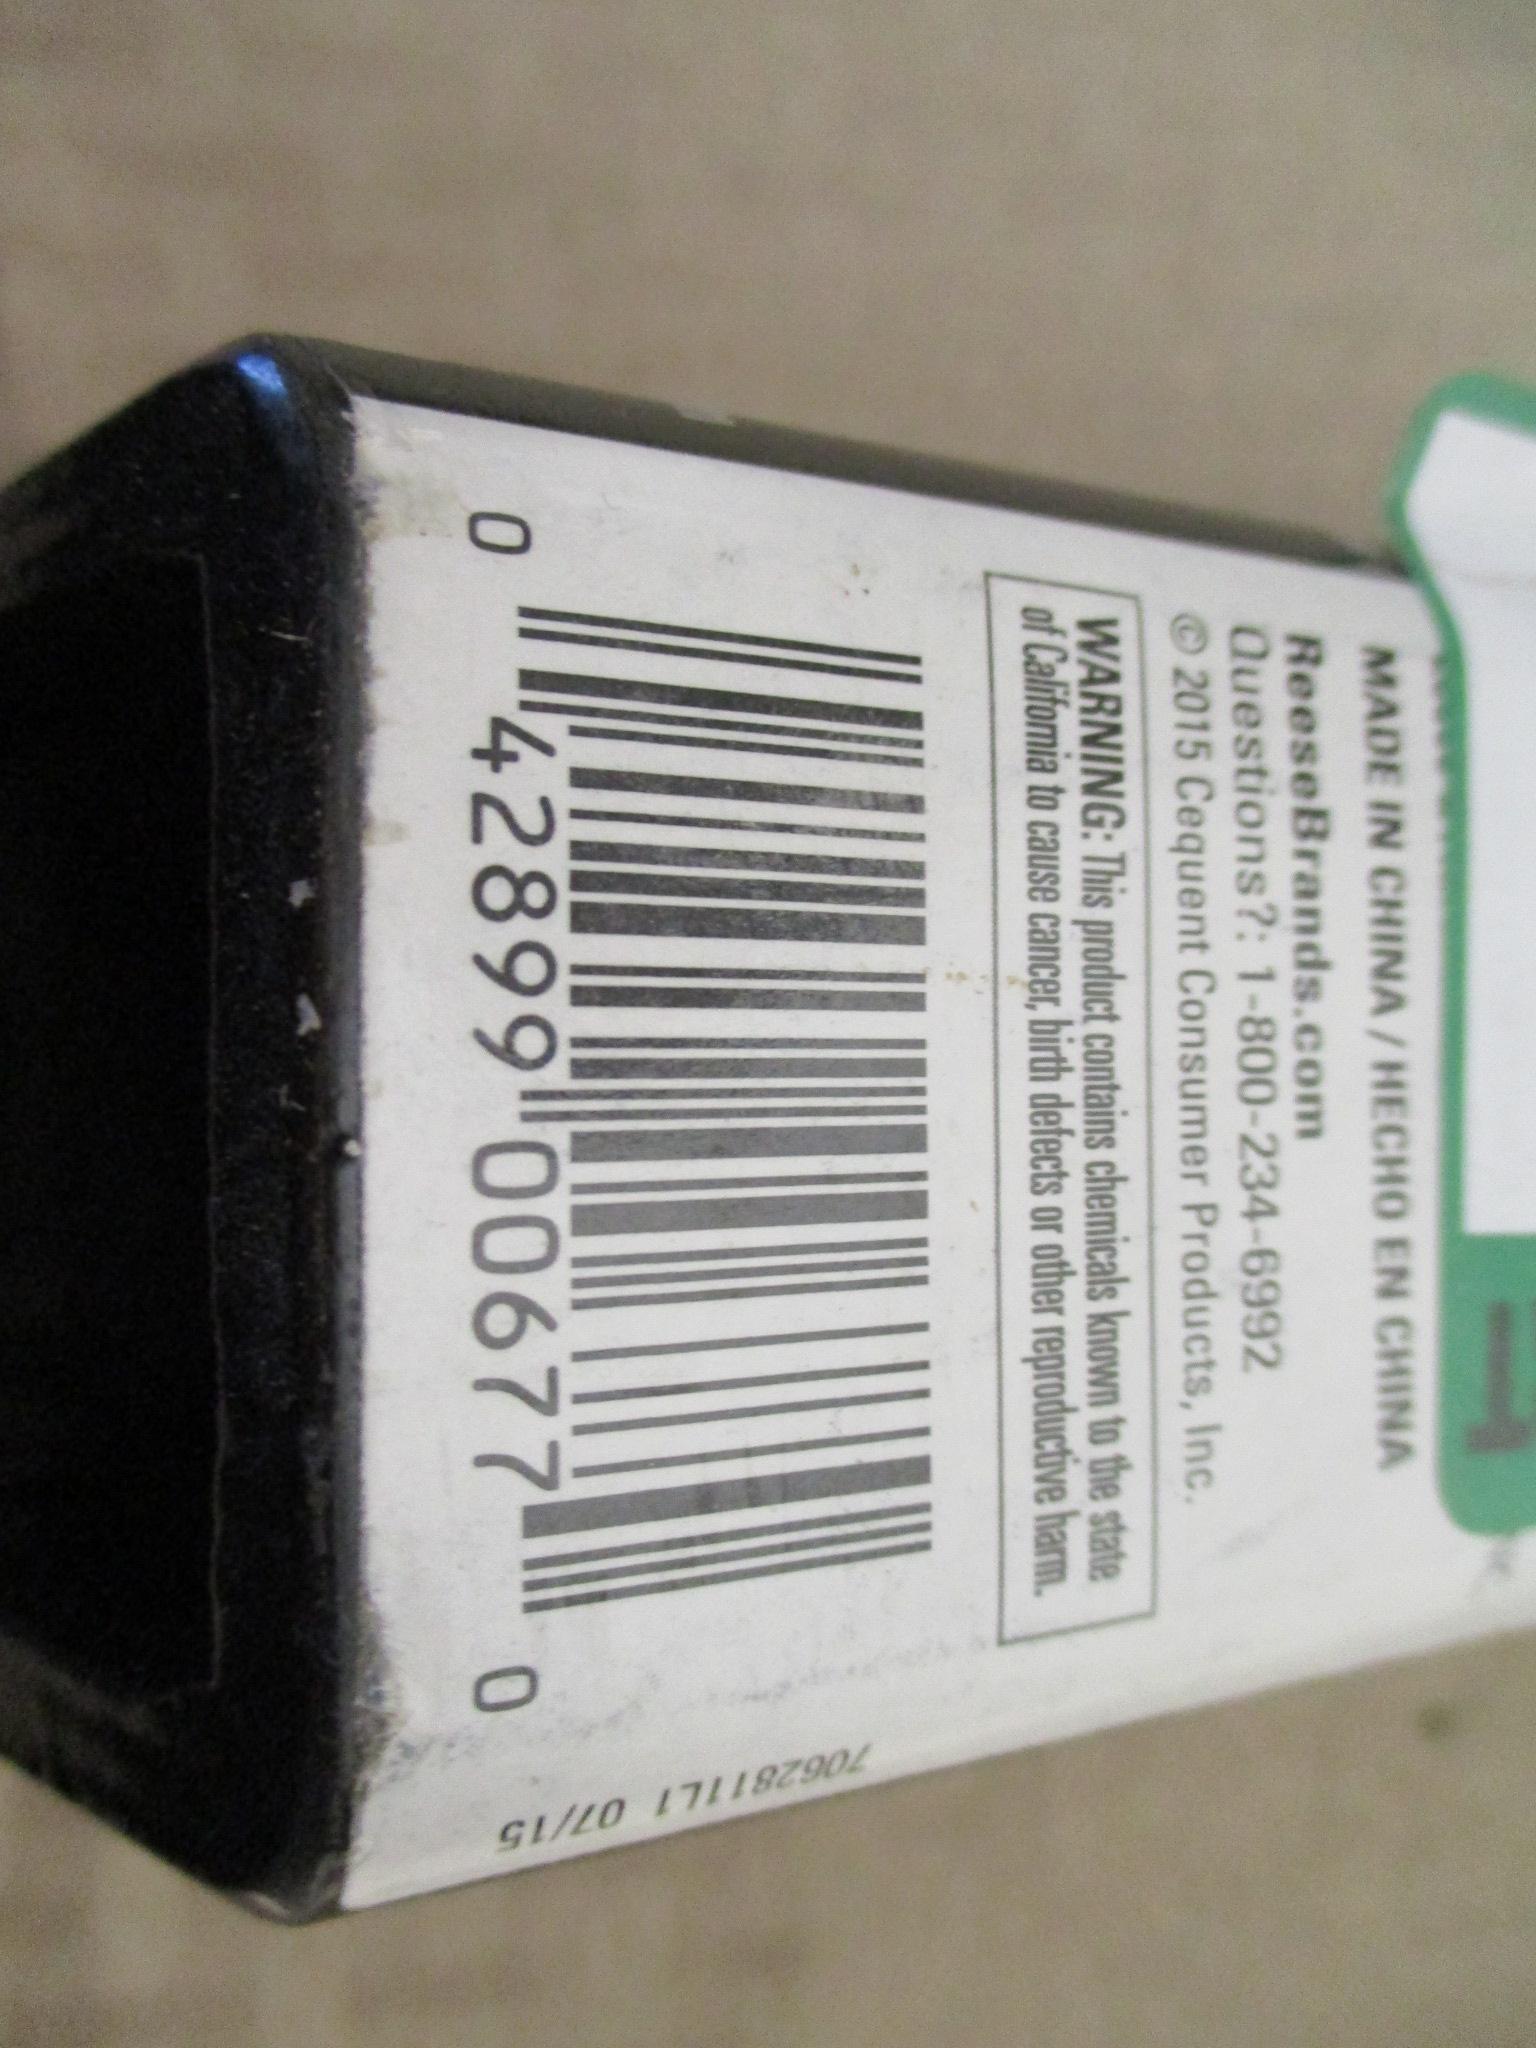 MADE IN CHINA / HECHO EN CHINA
ReeseBrands.com
Questions?: 1-800-234-6992
© 2015 Cequent Consumer Products, Inc.
WARNING: This product contains chemicals known to the state
of California to cause cancer, birth defects or other reproductive harm.
0 42899 00677 0
7062811L1 07/15